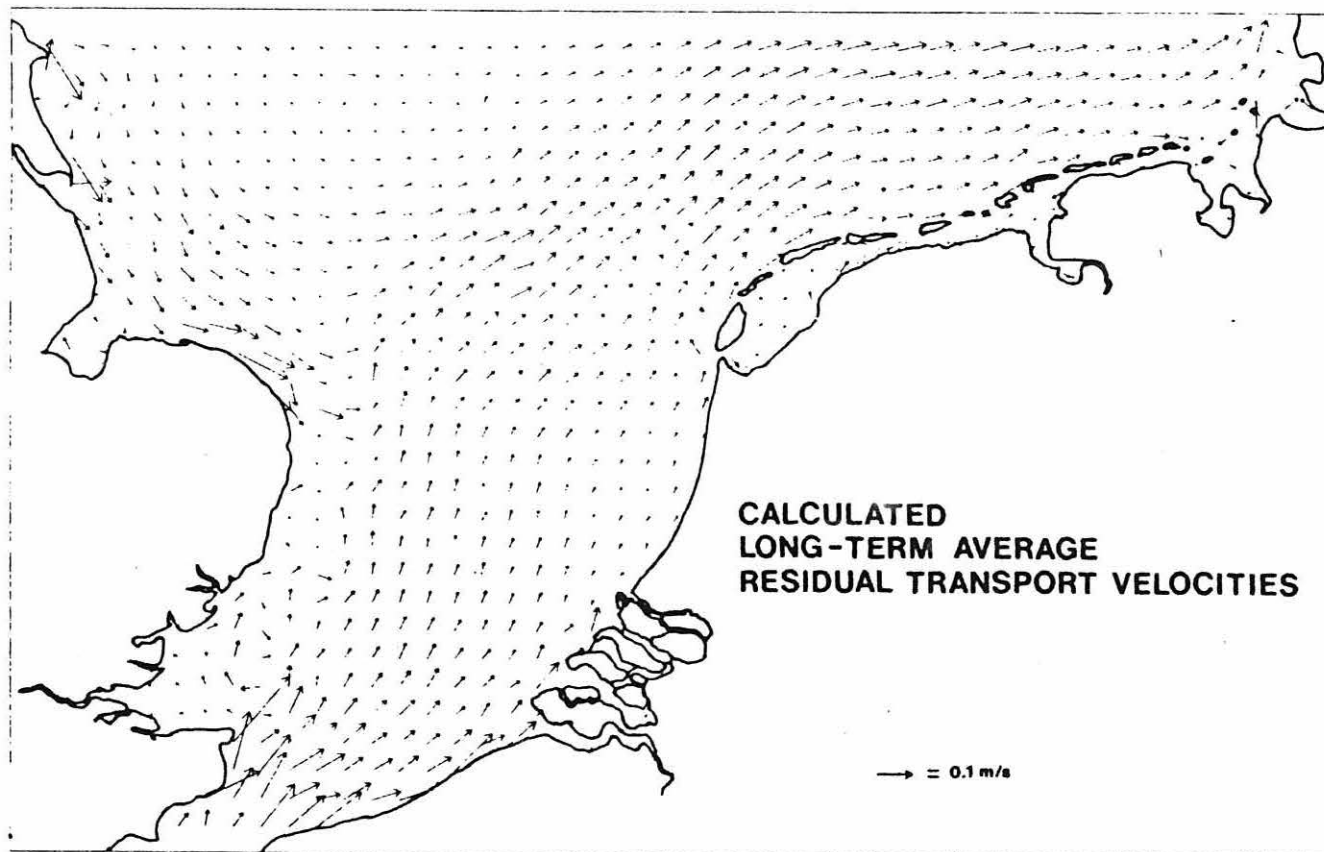 CALCULATED
LONG-TERM AVERAGE
RESIDUAL TRANSPORT VELOCITIES
= 0.1 m/s